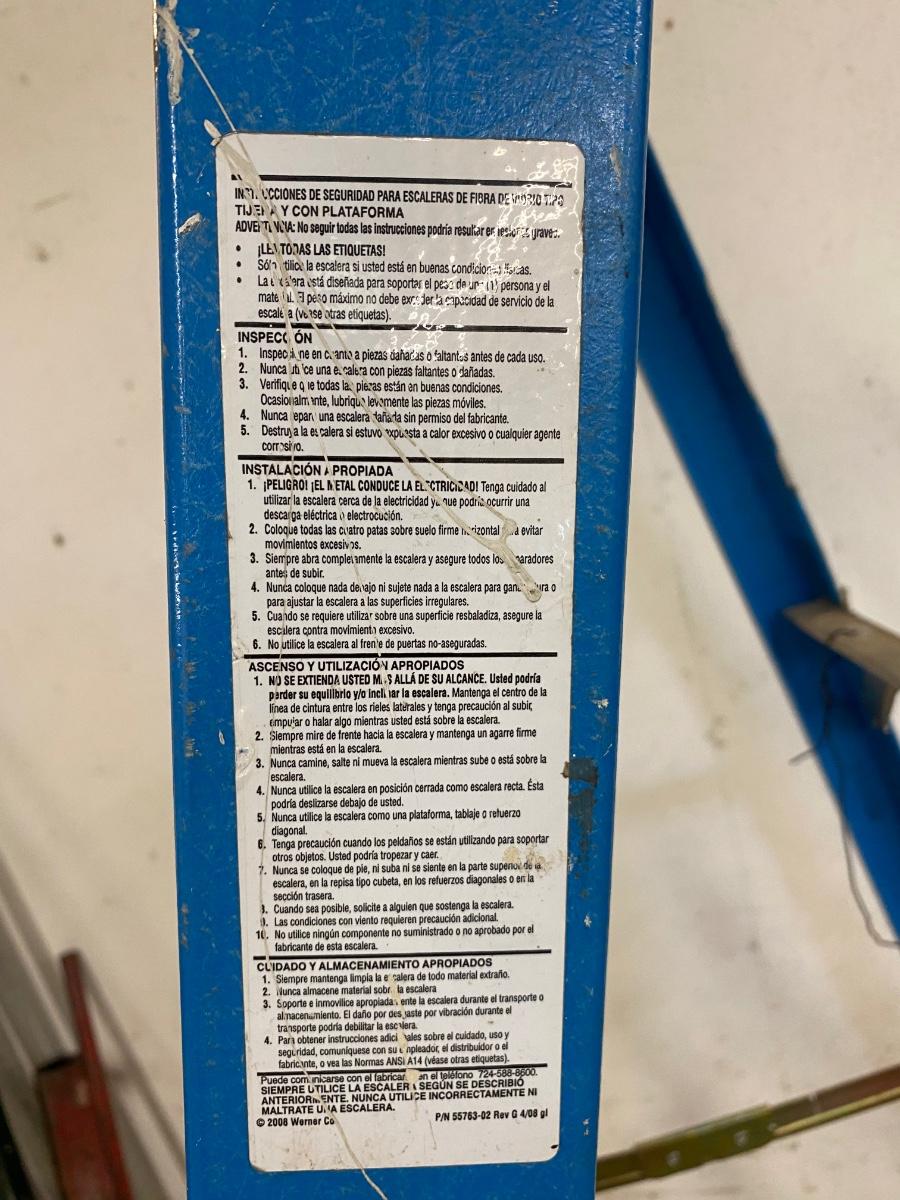 INSTRUCCIONES DE SEGURIDAD PARA ESCALERAS DE FIBRA DE VIDRIO TIPO
TIJERA Y CON PLATAFORMA
ADVERTENCIA: No seguir todas las instrucciones podría resultar en lesiones graves.
• ¡LEA TODAS LAS ETIQUETAS!
• Sólo utilice la escalera si usted está en buenas condiciones físicas.
• La escalera está diseñada para soportar el peso de una (1) persona y el
material. El peso máximo no debe exceder la capacidad de servicio de la
escalera (véase otras etiquetas).
INSPECCIÓN
1. Inspeccione en cuanto a piezas dañadas o faltantes antes de cada uso.
2. Nunca utilice una escalera con piezas faltantes o dañadas.
3. Verifique que todas las piezas están en buenas condiciones.
Ocasionalmente, lubrique levemente las piezas móviles.
4. Nunca repare una escalera dañada sin permiso del fabricante.
5. Destruya la escalera si estuvo expuesta a calor excesivo o cualquier agente
corrosivo.
INSTALACIÓN APROPIADA
1. ¡PELIGRO! ¡EL METAL CONDUCE LA ELECTRICIDAD! Tenga cuidado al
utilizar la escalera cerca de la electricidad ya que podría ocurrir una
descarga eléctrica o electrocución.
2. Coloque todas las cuatro patas sobre suelo firme horizontal para evitar
movimientos excesivos.
3. Siempre abra completamente la escalera y asegure todos los separadores
antes de subir.
4. Nunca coloque nada debajo ni sujete nada a la escalera para ganar altura o
para ajustar la escalera a las superficies irregulares.
5. Cuando se requiere utilizar sobre una superficie resbaladiza, asegure la
escalera contra movimiento excesivo.
6. No utilice la escalera al frente de puertas no-aseguradas.
ASCENSO Y UTILIZACIÓN APROPIADOS
1. NO SE EXTIENDA USTED MÁS ALLÁ DE SU ALCANCE. Usted podría
perder su equilibrio y/o inclinar la escalera. Mantenga el centro de la
línea de cintura entre los rieles laterales y tenga precaución al subir,
empujar o halar algo mientras usted está sobre la escalera.
2. Siempre mire de frente hacia la escalera y mantenga un agarre firme
mientras está en la escalera.
3. Nunca camine, salte ni mueva la escalera mientras sube o está sobre la
escalera.
4. Nunca utilice la escalera en posición cerrada como escalera recta. Ésta
podría deslizarse debajo de usted.
5. Nunca utilice la escalera como una plataforma, tablaje o refuerzo
diagonal.
6. Tenga precaución cuando los peldaños se están utilizando para soportar
otros objetos. Usted podría tropezar y caer.
7. Nunca se coloque de pie, ni suba ni se siente en la parte superior de la
escalera, en la repisa tipo cubeta, en los refuerzos diagonales o en la
sección trasera.
8. Cuando sea posible, solicite a alguien que sostenga la escalera.
9. Las condiciones con viento requieren precaución adicional.
10. No utilice ningún componente no suministrado o no aprobado por el
fabricante de esta escalera.
CUIDADO Y ALMACENAMIENTO APROPIADOS
1. Siempre mantenga limpia la escalera de todo material extraño.
2. Nunca almacene material sobre la escalera
3. Soporte e inmovilice apropiadamente la escalera durante el transporte o
almacenamiento. El daño por desgaste por vibración durante el
transporte podría debilitar la escalera.
4. Para obtener instrucciones adicionales sobre el cuidado, uso y
seguridad, comuníquese con su empleador, el distribuidor o el
fabricante, o vea las Normas ANSI A14 (véase otras etiquetas).
Puede comunicarse con el fabricante en el teléfono 724-588-8600.
SIEMPRE UTILICE LA ESCALERA SEGÚN SE DESCRIBIÓ
ANTERIORMENTE. NUNCA UTILICE INCORRECTAMENTE NI
MALTRATE UNA ESCALERA.
© 2008 Werner Co P/N 55763-02 Rev G 4/08 gl